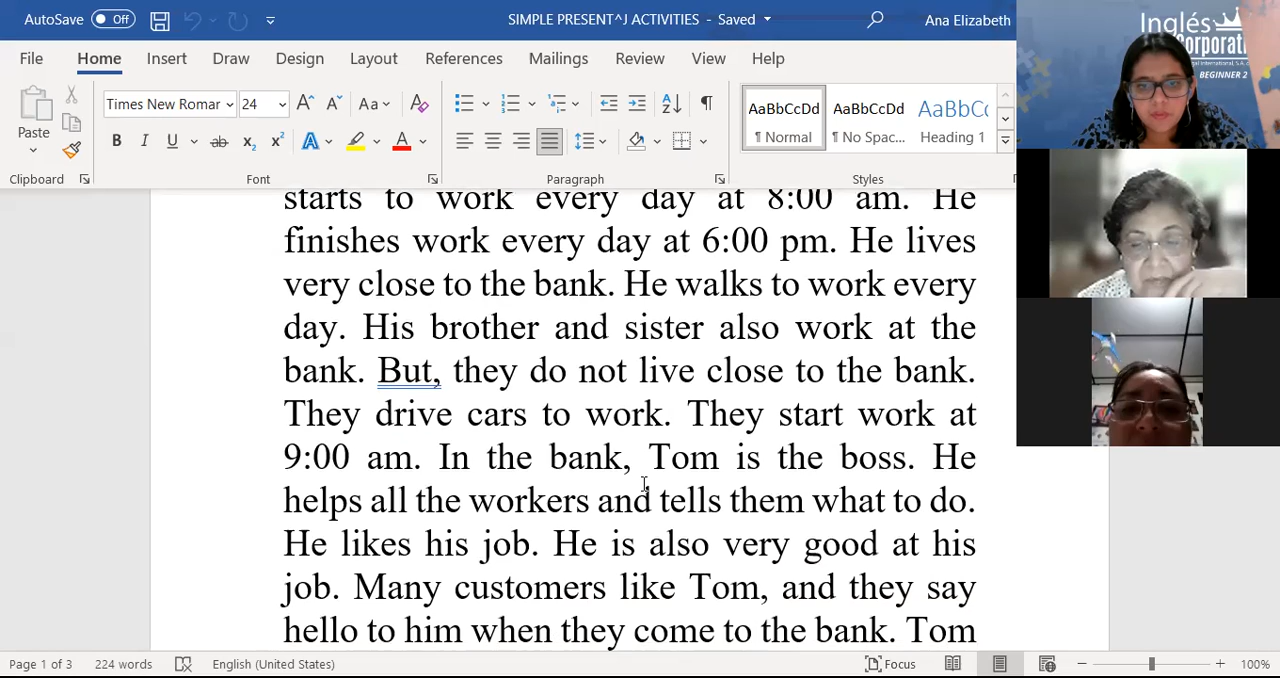 AutoSave Off SIMPLE PRESENT^J ACTIVITIES - Saved Ana Elizabeth
File Home Insert Draw Design Layout References Mailings Review View Help
Paste
Times New Romar 24 Aa
B I U ab x2 x2 A A
AaBbCcDd AaBbCcDd AaBbCc
¶ Normal ¶ No Spac... Heading 1
Clipboard Font Paragraph Styles
starts to work every day at 8:00 am. He
finishes work every day at 6:00 pm. He lives
very close to the bank. He walks to work every
day. His brother and sister also work at the
bank. But, they do not live close to the bank.
They drive cars to work. They start work at
9:00 am. In the bank, Tom is the boss. He
helps all the workers and tells them what to do.
He likes his job. He is also very good at his
job. Many customers like Tom, and they say
hello to him when they come to the bank. Tom
Page 1 of 3 224 words English (United States) Focus 100%
Inglés
Corporati
BEGINNER 2